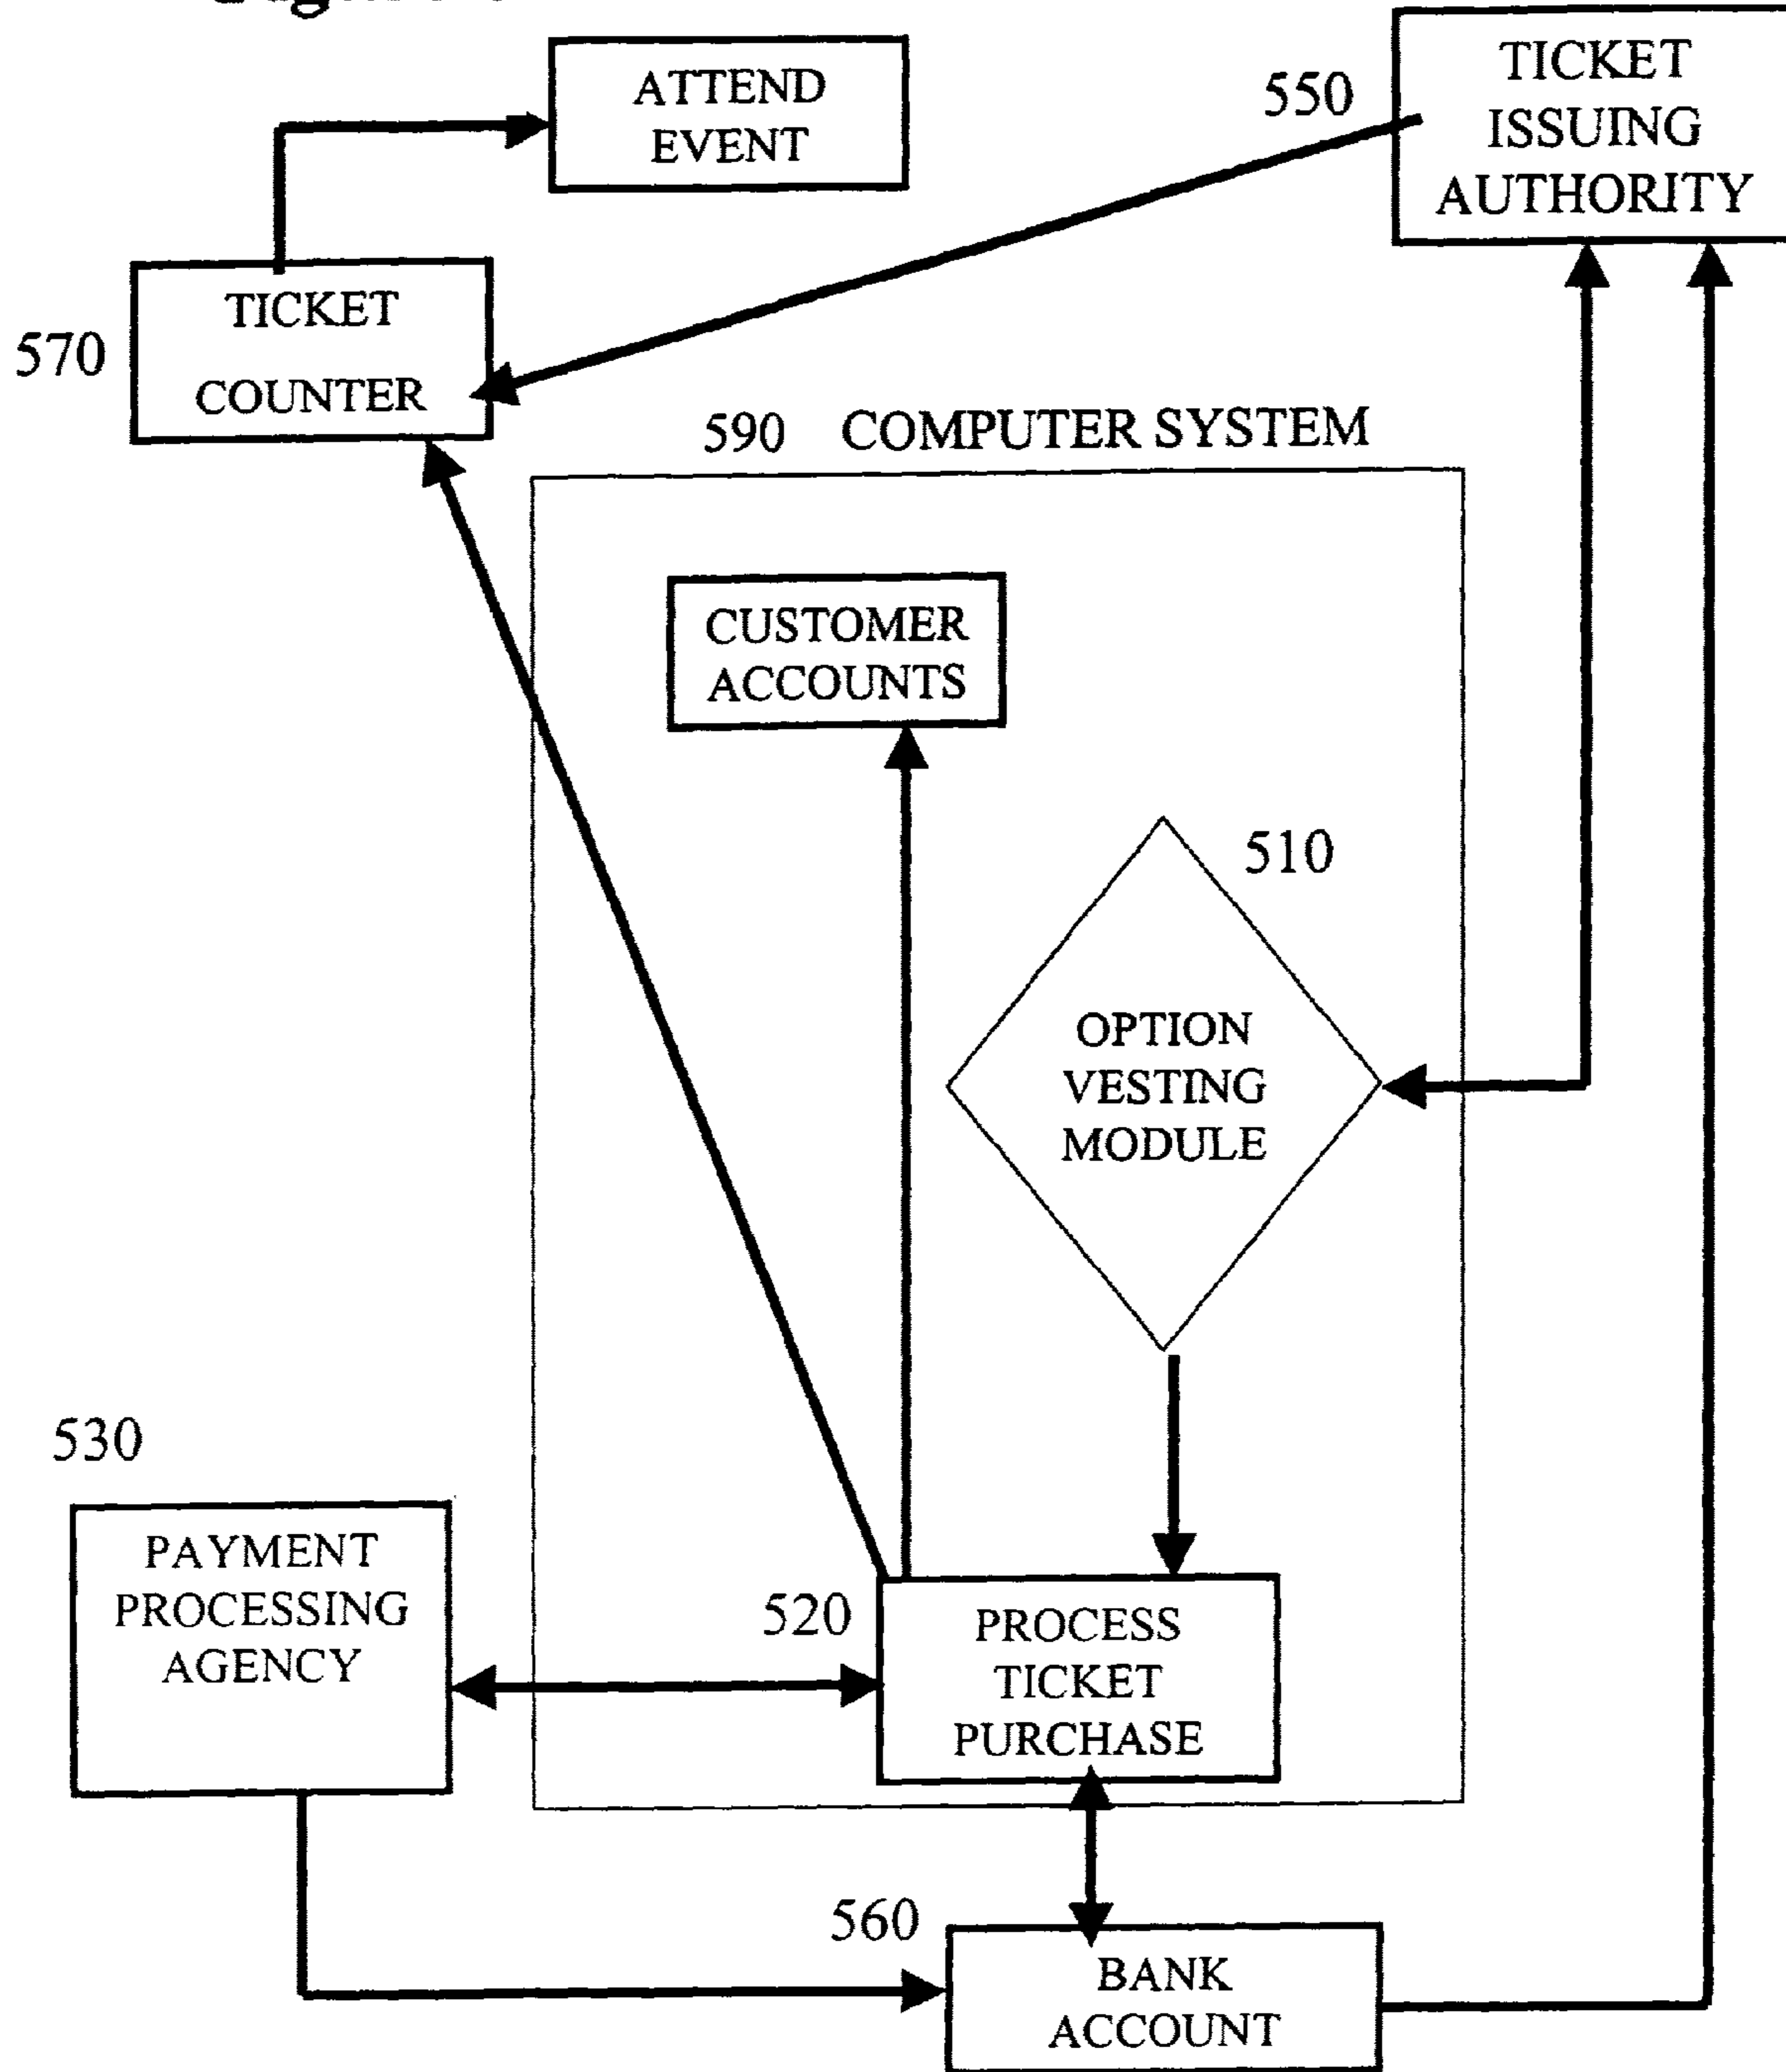 ATTEND
EVENT
550
TICKET
ISSUING
AUTHORITY
570
TICKET
COUNTER
590 COMPUTER SYSTEM
CUSTOMER
ACCOUNTS
510
OPTION
VESTING
MODULE
530
PAYMENT
PROCESSING
AGENCY
520
PROCESS
TICKET
PURCHASE
560
BANK
ACCOUNT